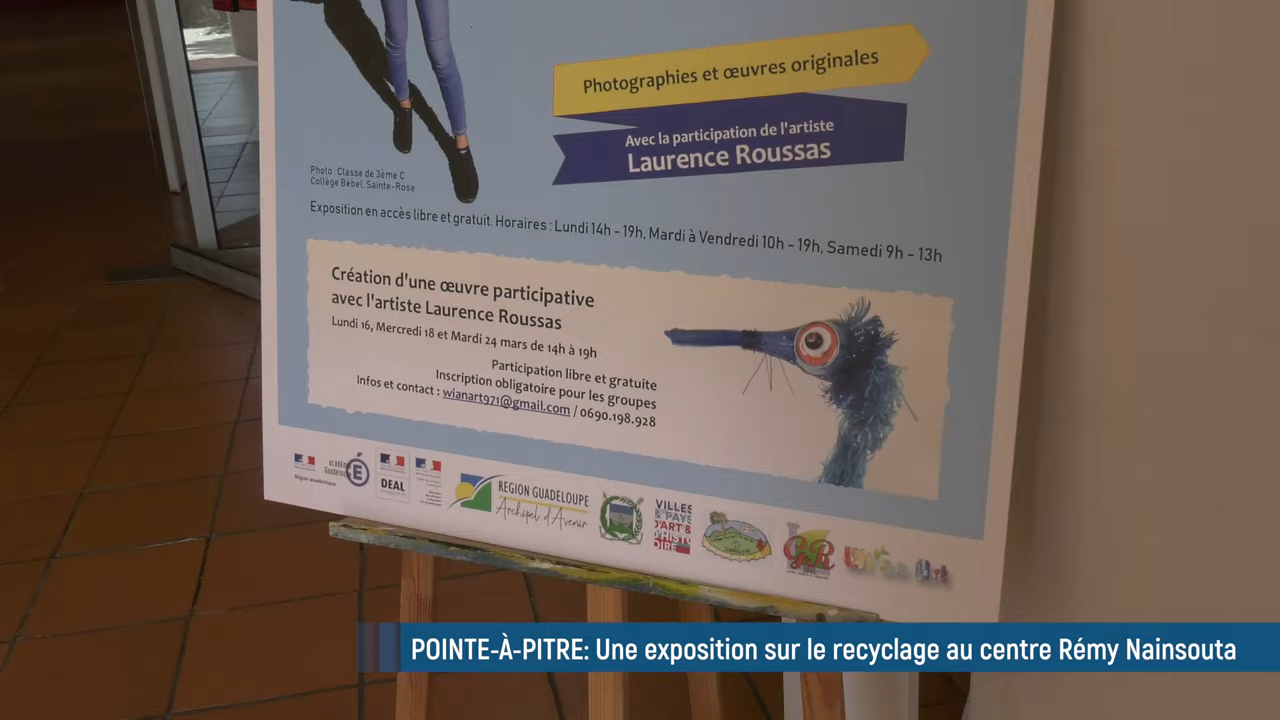 Photographies et œuvres originales
Avec la participation de l'artiste
Laurence Roussas
Photo : Classe de 3ème C
Collège Bébel, Sainte-Rose
Exposition en accès libre et gratuit. Horaires : Lundi 14h - 19h, Mardi à Vendredi 10h - 19h, Samedi 9h - 13h
Création d'une œuvre participative
avec l'artiste Laurence Roussas
Lundi 16, Mercredi 18 et Mardi 24 mars de 14h à 19h
Participation libre et gratuite
Inscription obligatoire pour les groupes
Infos et contact : wianart971@gmail.com / 0690.198.928
DEAL
REGION GUADELOUPE
Archipel d'Avenir
VILLES
& PAYS
D'ART &
D'HISTO
IRE
POINTE-À-PITRE: Une exposition sur le recyclage au centre Rémy Nainsouta